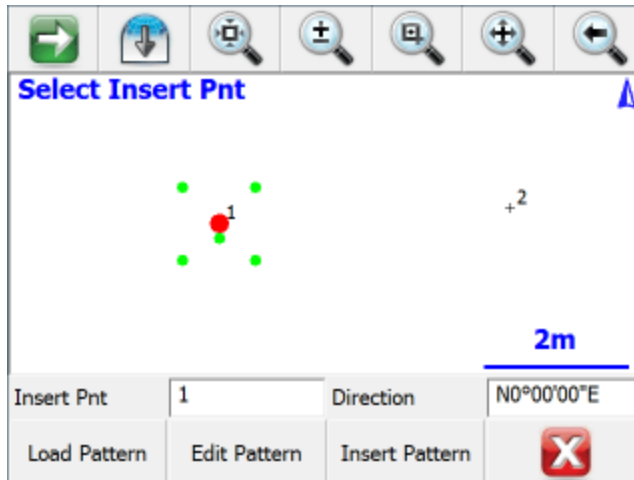 Select Insert Pnt
1
2
2m
Insert Pnt
1
Direction
N0°00'00"E
Load Pattern
Edit Pattern
Insert Pattern